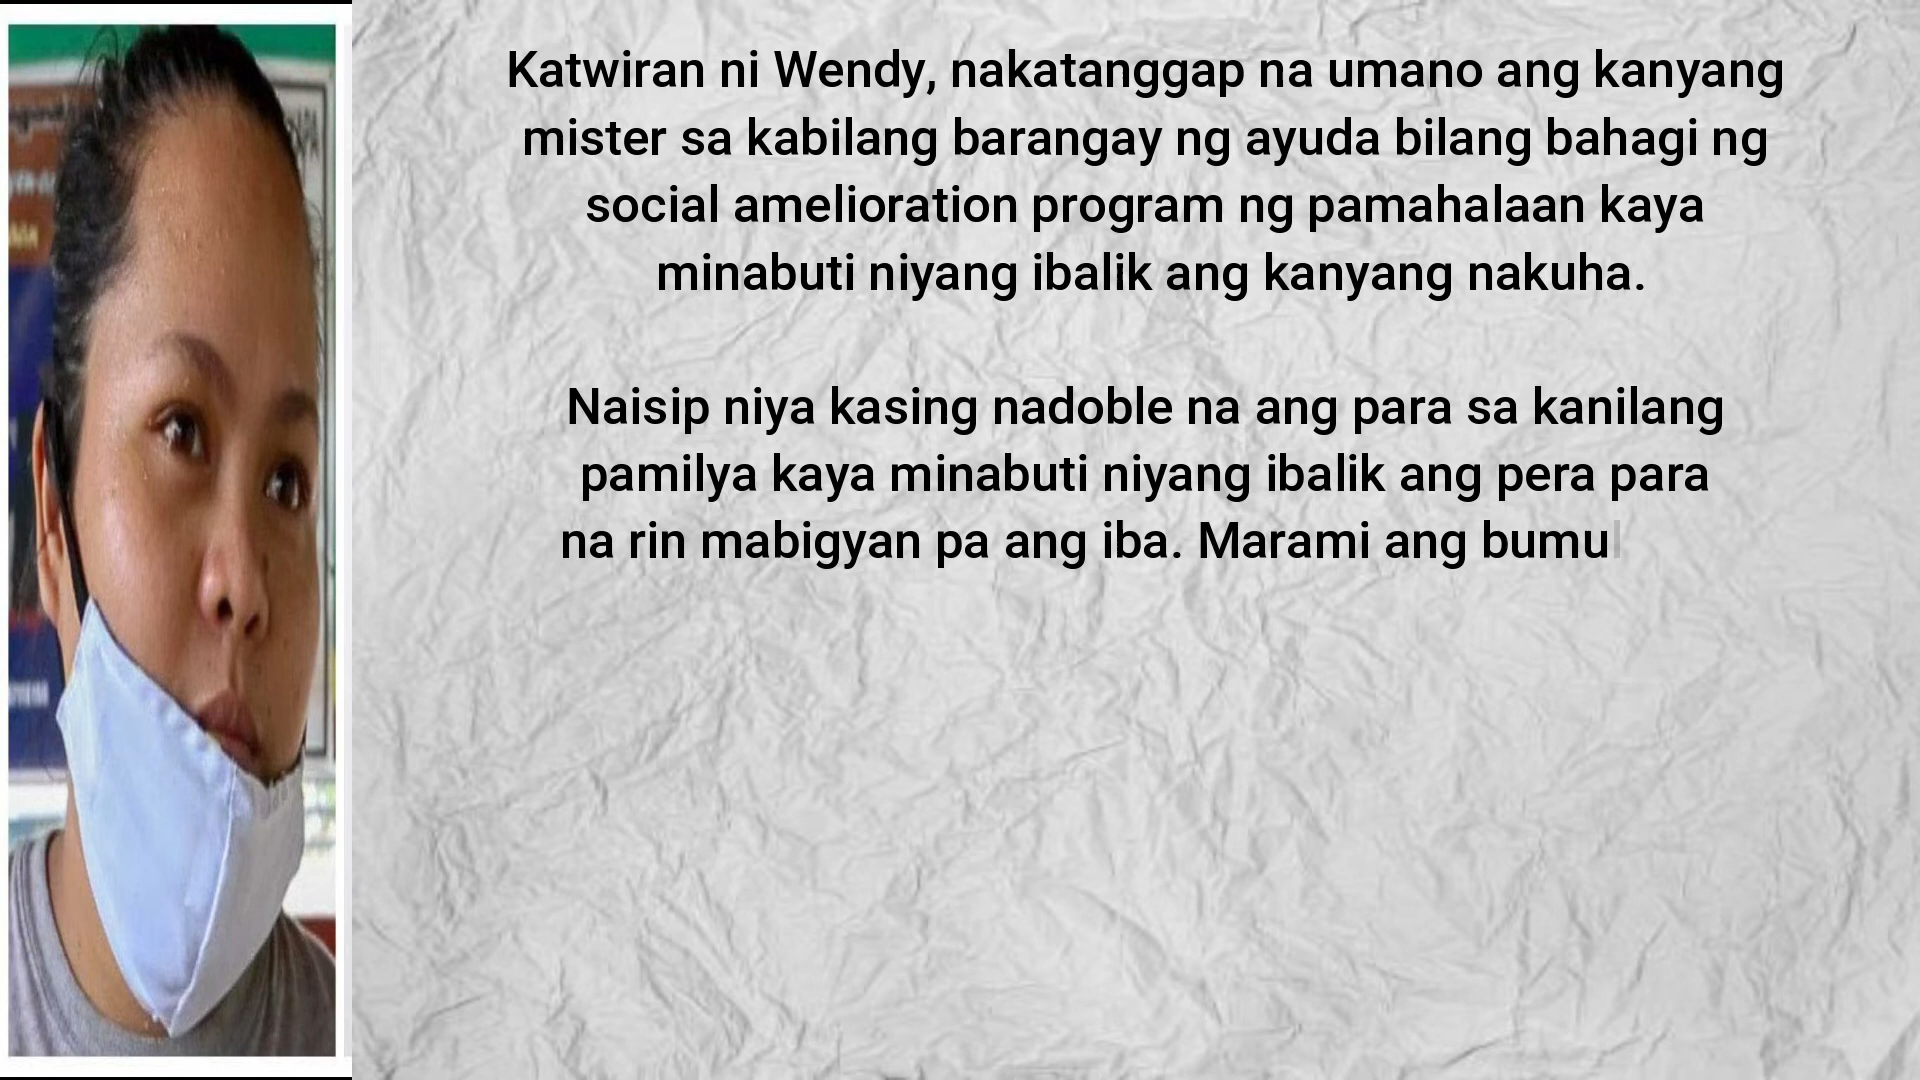 Katwiran ni Wendy, nakatanggap na umano ang kanyang
mister sa kabilang barangay ng ayuda bilang bahagi ng
social amelioration program ng pamahalaan kaya
minabuti niyang ibalik ang kanyang nakuha.
Naisip niya kasing nadoble na ang para sa kanilang
pamilya kaya minabuti niyang ibalik ang pera para
na rin mabigyan pa ang iba. Marami ang bumul